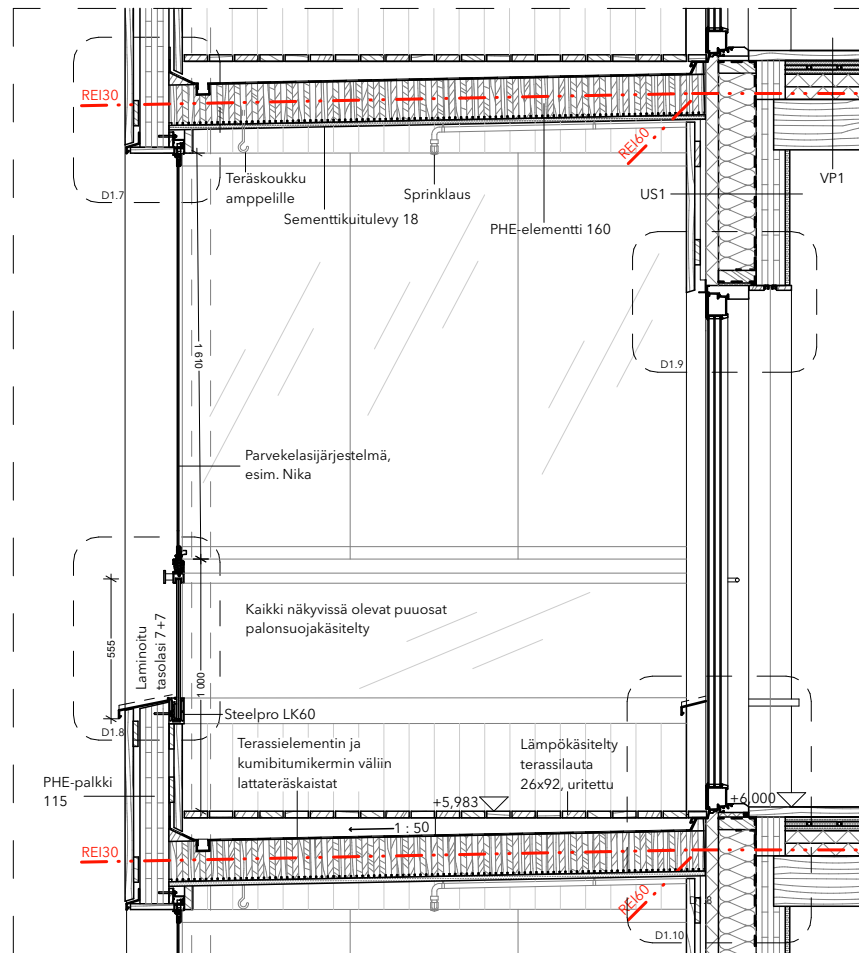 REI30
REI60
D1.7
Teräskoukku
amppelille
Sementtikuitulevy 18
Sprinklaus
PHE-elementti 160
US1
VP1
D1.9
1 610
Parvekelasijärjestelmä,
esim. Nika
Kaikki näkyvissä olevat puuosat
palonsuojakäsitelty
Laminoitu
tasolasi 7+7
555
1 000
D1.8
Steelpro LK60
PHE-palkki
115
Terassielementin ja
kumibitumikermin väliin
lattateräskaistat
Lämpökäsitelty
terassilauta
26x92, uritettu
+5,983
+6,000
1 : 50
REI30
REI60
D1.10